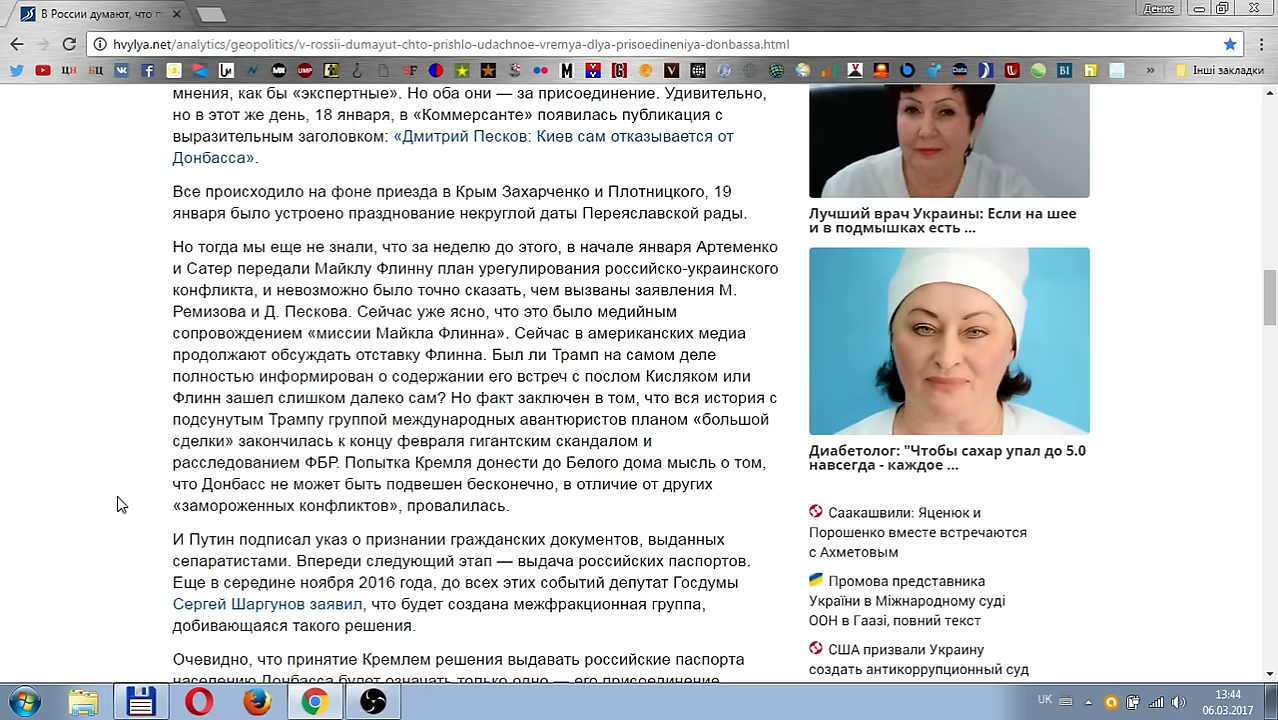 В России думают, что п
Денис
hvylya.net/analytics/geopolitics/v-rossii-dumayut-chto-prishlo-udachnoe-vremya-dlya-prisoedineniya-donbassa.html
Інші закладки
мнения, как бы «экспертные». Но оба они — за присоединение. Удивительно,
но в этот же день, 18 января, в «Коммерсанте» появилась публикация с
выразительным заголовком: «Дмитрий Песков: Киев сам отказывается от
Донбасса».
Все происходило на фоне приезда в Крым Захарченко и Плотницкого, 19
января было устроено празднование некруглой даты Переяславской рады.
Но тогда мы еще не знали, что за неделю до этого, в начале января Артеменко
и Сатер передали Майклу Флинну план урегулирования российско-украинского
конфликта, и невозможно было точно сказать, чем вызваны заявления М.
Ремизова и Д. Пескова. Сейчас уже ясно, что это было медийным
сопровождением «миссии Майкла Флинна». Сейчас в американских медиа
продолжают обсуждать отставку Флинна. Был ли Трамп на самом деле
полностью информирован о содержании его встреч с послом Кисляком или
Флинн зашел слишком далеко сам? Но факт заключен в том, что вся история с
подсунутым Трампу группой международных авантюристов планом «большой
сделки» закончилась к концу февраля гигантским скандалом и
расследованием ФБР. Попытка Кремля донести до Белого дома мысль о том,
что Донбасс не может быть подвешен бесконечно, в отличие от других
«замороженных конфликтов», провалилась.
И Путин подписал указ о признании гражданских документов, выданных
сепаратистами. Впереди следующий этап — выдача российских паспортов.
Еще в середине ноября 2016 года, до всех этих событий депутат Госдумы
Сергей Шаргунов заявил, что будет создана межфракционная группа,
добивающаяся такого решения.
Очевидно, что принятие Кремлем решения выдавать российские паспорта
населению Донбасса будет означать только одно — его присоединение
Лучший врач Украины: Если на шее
и в подмышках есть ...
Диабетолог: "Чтобы сахар упал до 5.0
навсегда - каждое ...
Саакашвили: Яценюк и
Порошенко вместе встречаются
с Ахметовым
Промова представника
України в Міжнародному суді
ООН в Гаазі, повний текст
США призвали Украину
создать антикоррупционный суд
UK
13:44
06.03.2017